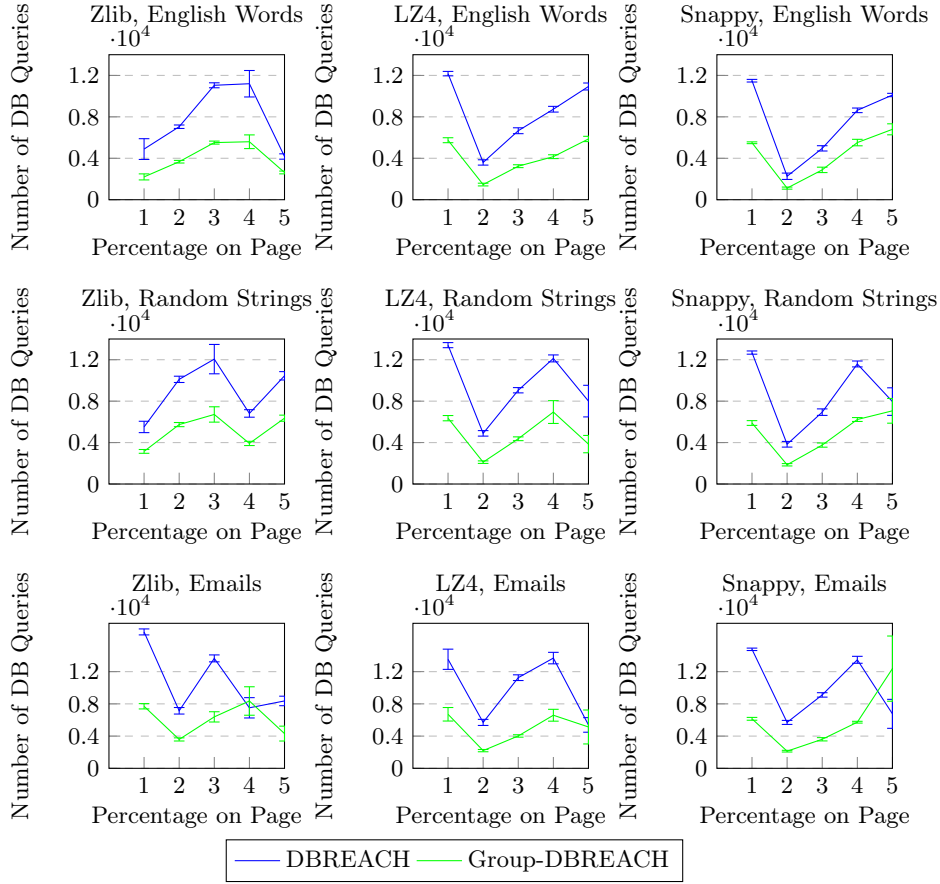 Zlib, English Words
·10^4
Number of DB Queries
1.2
0.8
0.4
0
1 2 3 4 5
Percentage on Page
LZ4, English Words
·10^4
Number of DB Queries
1.2
0.8
0.4
0
1 2 3 4 5
Percentage on Page
Snappy, English Words
·10^4
Number of DB Queries
1.2
0.8
0.4
0
1 2 3 4 5
Percentage on Page
Zlib, Random Strings
·10^4
Number of DB Queries
1.2
0.8
0.4
0
1 2 3 4 5
Percentage on Page
LZ4, Random Strings
·10^4
Number of DB Queries
1.2
0.8
0.4
0
1 2 3 4 5
Percentage on Page
Snappy, Random Strings
·10^4
Number of DB Queries
1.2
0.8
0.4
0
1 2 3 4 5
Percentage on Page
Zlib, Emails
·10^4
Number of DB Queries
1.2
0.8
0.4
0
1 2 3 4 5
Percentage on Page
LZ4, Emails
·10^4
Number of DB Queries
1.2
0.8
0.4
0
1 2 3 4 5
Percentage on Page
Snappy, Emails
·10^4
Number of DB Queries
1.2
0.8
0.4
0
1 2 3 4 5
Percentage on Page
DBREACH Group-DBREACH